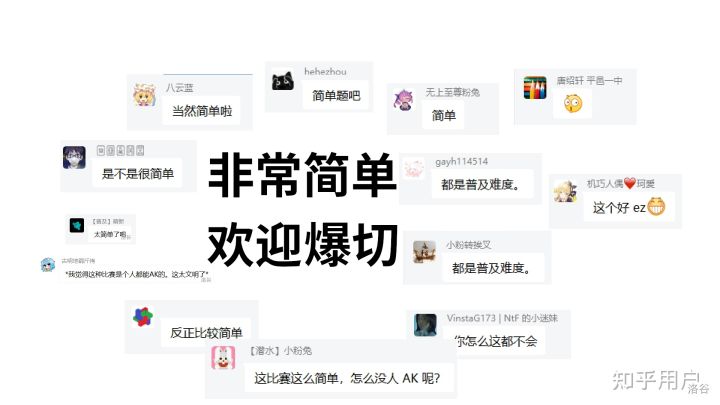 hehezhou
简单题吧
八云蓝
当然简单啦
无上至尊粉兔
简单
唐绍轩 平邑一中
是不是很简单
非常简单
欢迎爆切
gayh114514
都是普及难度。
机巧人偶❤️珂爱
这个好 ez😁
太简单了吧
洛谷
小粉转挨叉
都是普及难度。
"我觉得这种比赛是个人都能AK的。这太文明了"
洛谷
反正比较简单
VinstaG173 | NtF 的小迷妹
你怎么这都不会
【潜水】小粉兔
这比赛这么简单，怎么没人 AK 呢？
知乎用户
洛谷